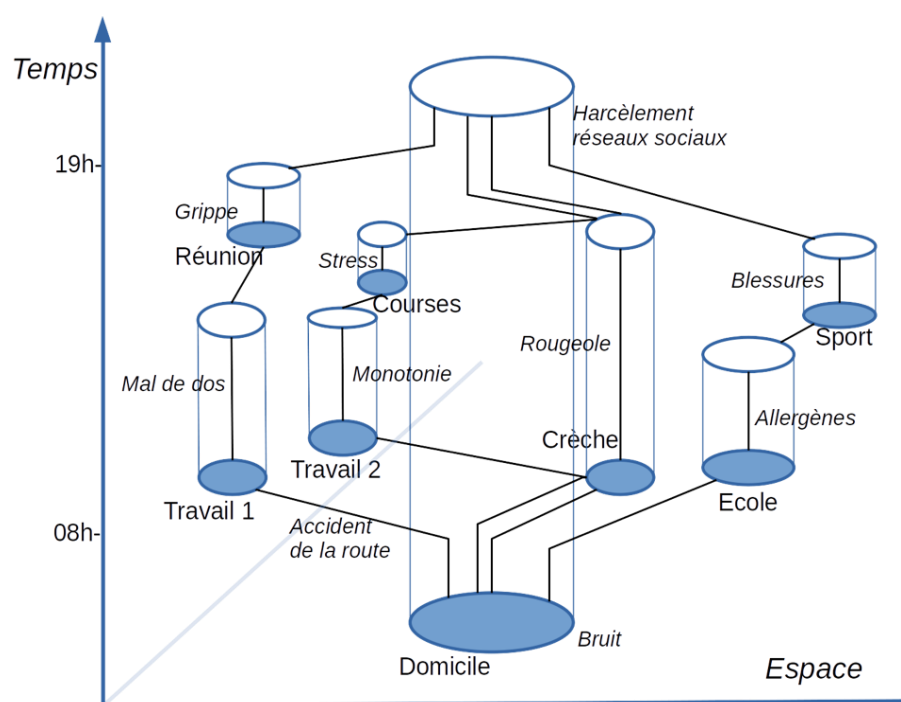 Temps
Harcèlement
réseaux sociaux
19h-
Grippe
Réunion
Stress
Courses
Blessures
Sport
Rougeole
Mal de dos
Monotonie
Allergènes
Crèche
Travail 2
Travail 1
Ecole
Accident
de la route
08h-
Bruit
Domicile
Espace